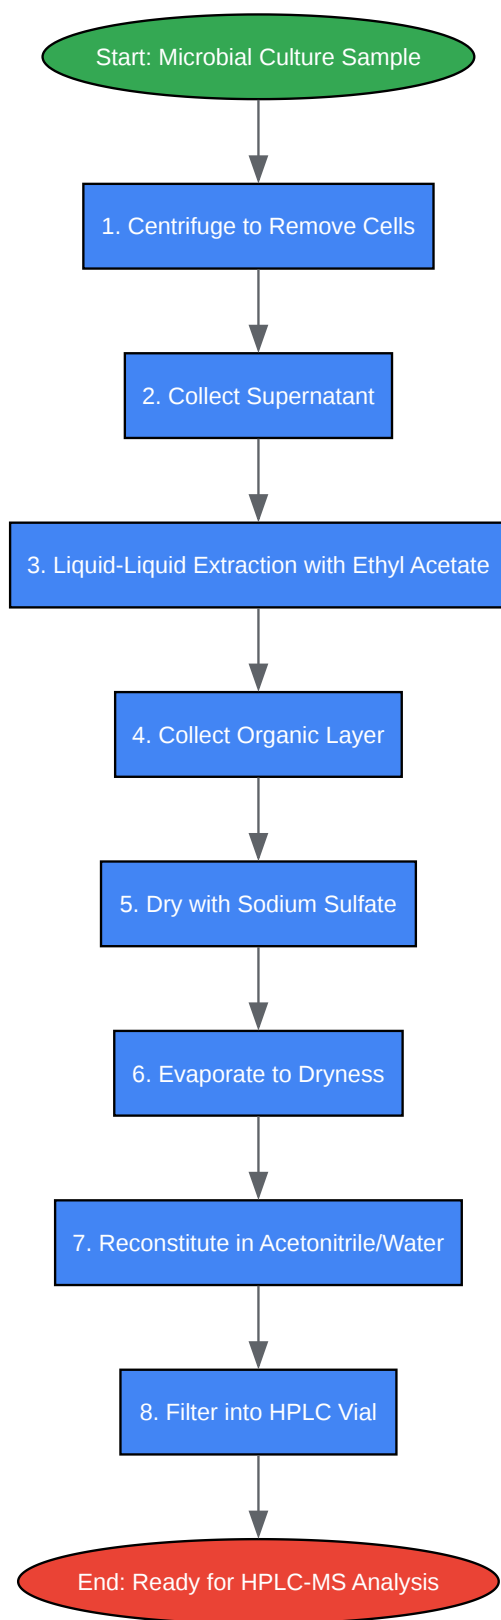 Start: Microbial Culture Sample
1. Centrifuge to Remove Cells
2. Collect Supernatant
3. Liquid-Liquid Extraction with Ethyl Acetate
4. Collect Organic Layer
5. Dry with Sodium Sulfate
6. Evaporate to Dryness
7. Reconstitute in Acetonitrile/Water
8. Filter into HPLC Vial
End: Ready for HPLC-MS Analysis